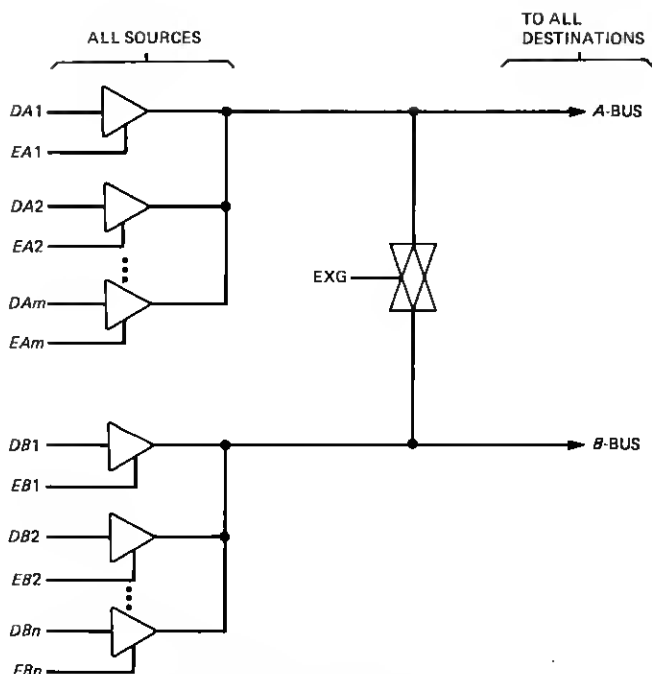 ALL SOURCES
TO ALL
DESTINATIONS
DA1
EA1
A-BUS
DA2
EA2
DAm
EAm
EXG
DB1
EB1
B-BUS
DB2
EB2
DBn
EBn